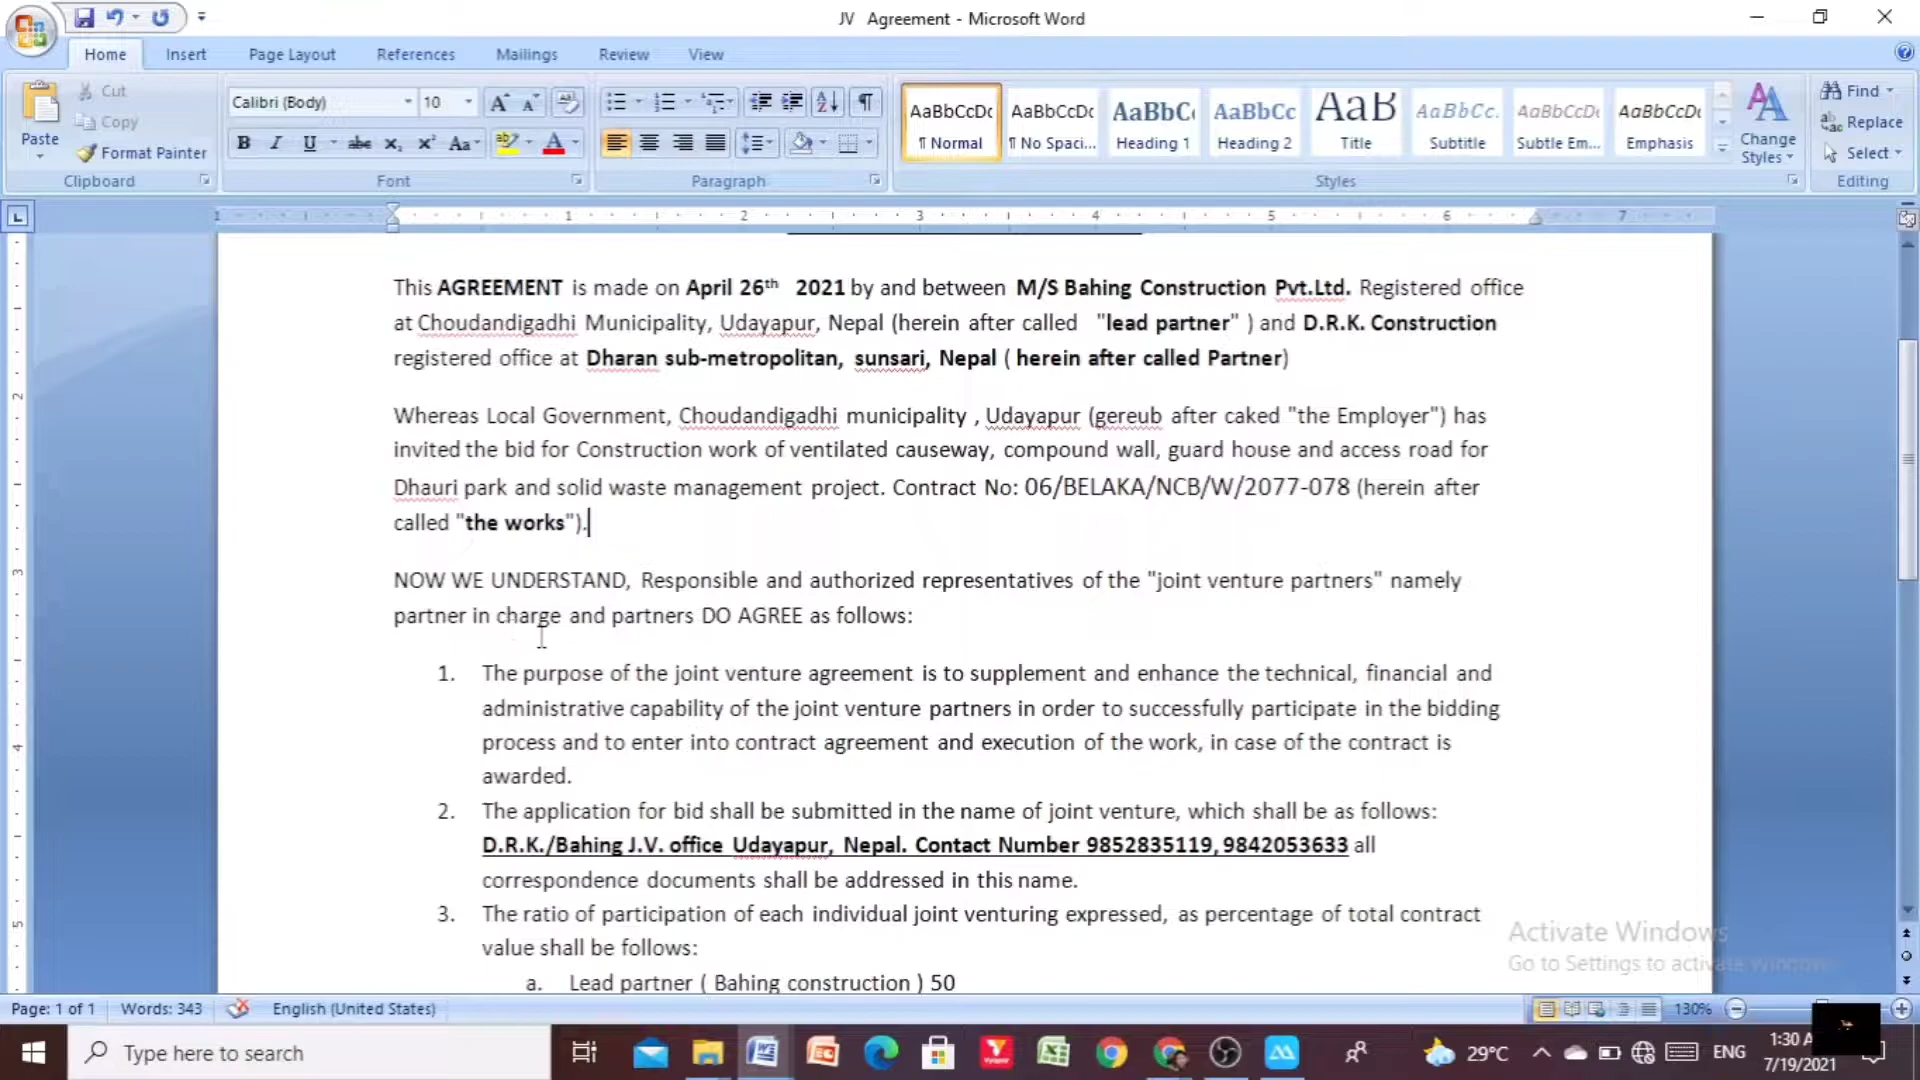 JV Agreement - Microsoft Word
Home Insert Page Layout References Mailings Review View
Paste
Cut
Copy
Format Painter
Clipboard
Calibri (Body) 10
B I U abc x₂ x² Aa
Font
Paragraph
AaBbCcDc AaBbCcDc AaBbC AaBbCc AaB AaBbCc. AaBbCcDc AaBbCcDc
¶ Normal ¶ No Spaci... Heading 1 Heading 2 Title Subtitle Subtle Em... Emphasis
Change Styles
Styles
Find
Replace
Select
Editing
1 1 2 3 4 5 6 7
This AGREEMENT is made on April 26th 2021 by and between M/S Bahing Construction Pvt.Ltd. Registered office
at Choudandigadhi Municipality, Udayapur, Nepal (herein after called "lead partner" ) and D.R.K. Construction
registered office at Dharan sub-metropolitan, sunsari, Nepal ( herein after called Partner)
Whereas Local Government, Choudandigadhi municipality , Udayapur (gereub after caked "the Employer") has
invited the bid for Construction work of ventilated causeway, compound wall, guard house and access road for
Dhauri park and solid waste management project. Contract No: 06/BELAKA/NCB/W/2077-078 (herein after
called "the works").
NOW WE UNDERSTAND, Responsible and authorized representatives of the "joint venture partners" namely
partner in charge and partners DO AGREE as follows:
1. The purpose of the joint venture agreement is to supplement and enhance the technical, financial and
administrative capability of the joint venture partners in order to successfully participate in the bidding
process and to enter into contract agreement and execution of the work, in case of the contract is
awarded.
2. The application for bid shall be submitted in the name of joint venture, which shall be as follows:
D.R.K./Bahing J.V. office Udayapur, Nepal. Contact Number 9852835119, 9842053633 all
correspondence documents shall be addressed in this name.
3. The ratio of participation of each individual joint venturing expressed, as percentage of total contract
value shall be follows:
a. Lead partner ( Bahing construction ) 50
Activate Windows
Go to Settings to activate Windows.
Page: 1 of 1 Words: 343 English (United States) 130%
Type here to search
29°C ENG
1:30 A
7/19/2021